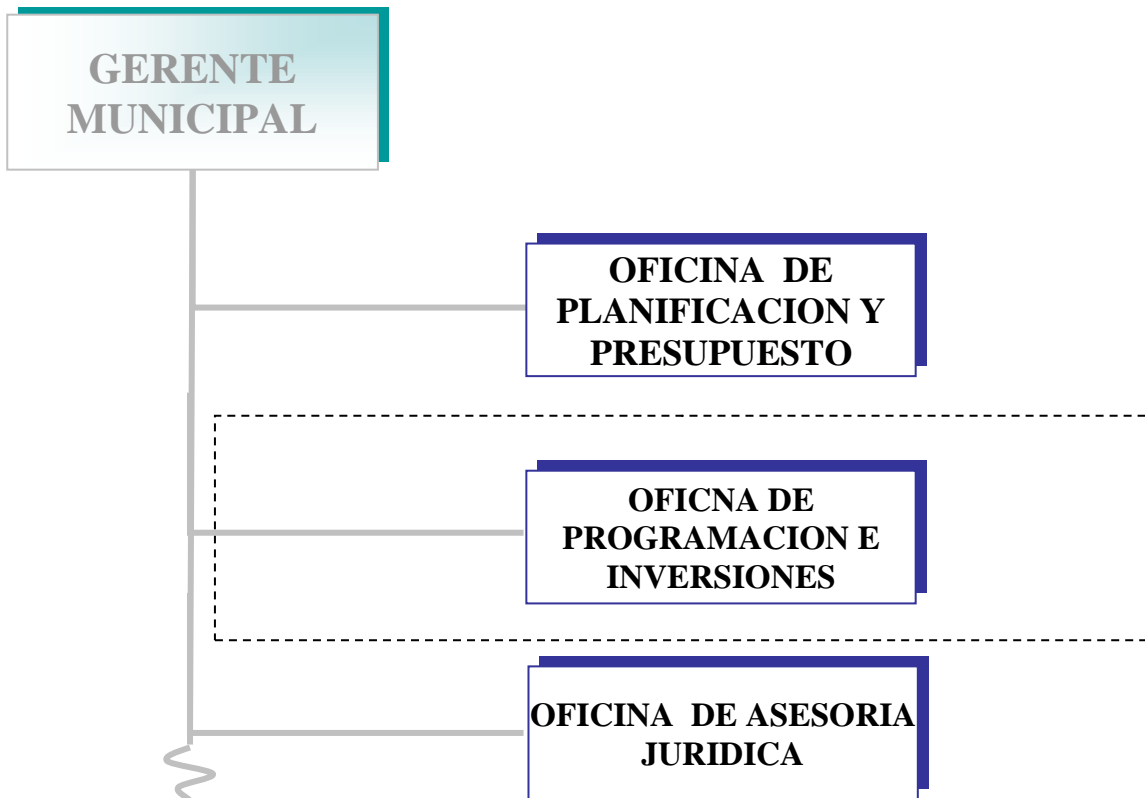 GERENTE
MUNICIPAL
OFICINA DE
PLANIFICACION Y
PRESUPUESTO
OFICNA DE
PROGRAMACION E
INVERSIONES
OFICINA DE ASESORIA
JURIDICA